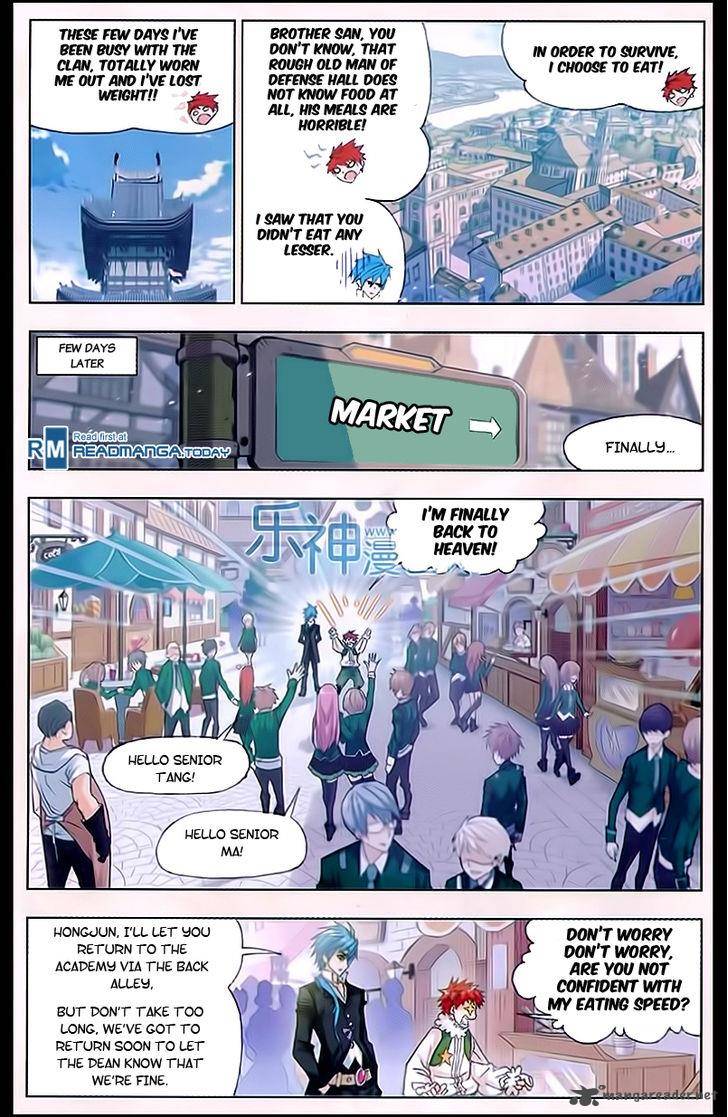 THESE FEW DAYS I'VE
BEEN BUSY WITH THE
CLAN, TOTALLY WORN
ME OUT AND I'VE LOST
WEIGHT!!
BROTHER SAN, YOU
DON'T KNOW, THAT
ROUGH OLD MAN OF
DEFENSE HALL DOES
NOT KNOW FOOD AT
ALL, HIS MEALS ARE
HORRIBLE!
I SAW THAT YOU
DIDN'T EAT ANY
LESSER.
IN ORDER TO SURVIVE,
I CHOOSE TO EAT!
FEW DAYS
LATER
MARKET
RM Read first at
READMANGA.TODAY
FINALLY...
乐神漫
www
I'M FINALLY
BACK TO
HEAVEN!
COCO
HELLO SENIOR
TANG!
HELLO SENIOR
MA!
HONGJUN, I'LL LET YOU
RETURN TO THE
ACADEMY VIA THE BACK
ALLEY,
BUT DON'T TAKE TOO
LONG, WE'VE GOT TO
RETURN SOON TO LET
THE DEAN KNOW THAT
WE'RE FINE.
DON'T WORRY
DON'T WORRY,
ARE YOU NOT
CONFIDENT WITH
MY EATING SPEED?
mangareader.net